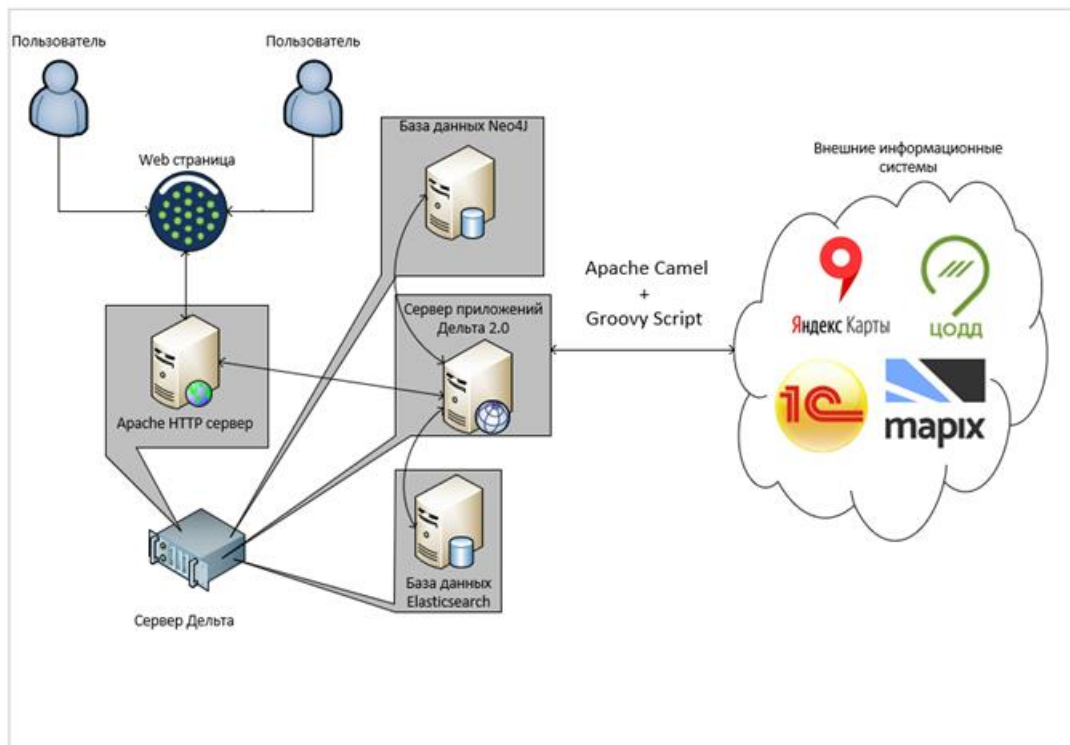 Пользователь
Пользователь
Web страница
База данных Neo4J
Внешние информационные
системы
Apache Camel
+
Groovy Script
Сервер приложений
Дельта 2.0
Яндекс Карты
ЦОДД
Apache HTTP сервер
1С
mapix
База данных
Elasticsearch
Сервер Дельта